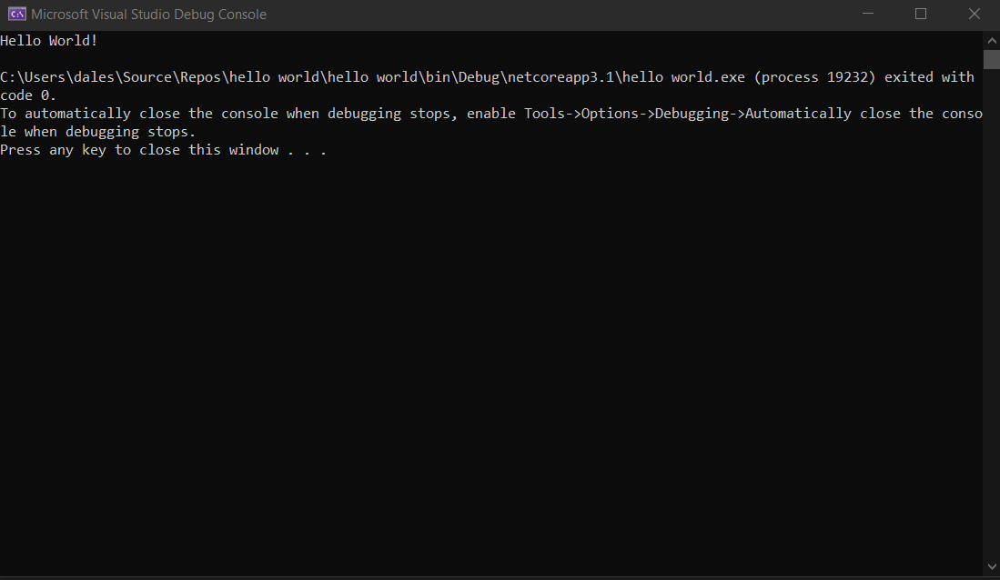 Microsoft Visual Studio Debug Console
Hello World!
C:\Users\dales\Source\Repos\hello world\hello world\bin\Debug\netcoreapp3.1\hello world.exe (process 19232) exited with
code 0.
To automatically close the console when debugging stops, enable Tools->Options->Debugging->Automatically close the conso
le when debugging stops.
Press any key to close this window . . .